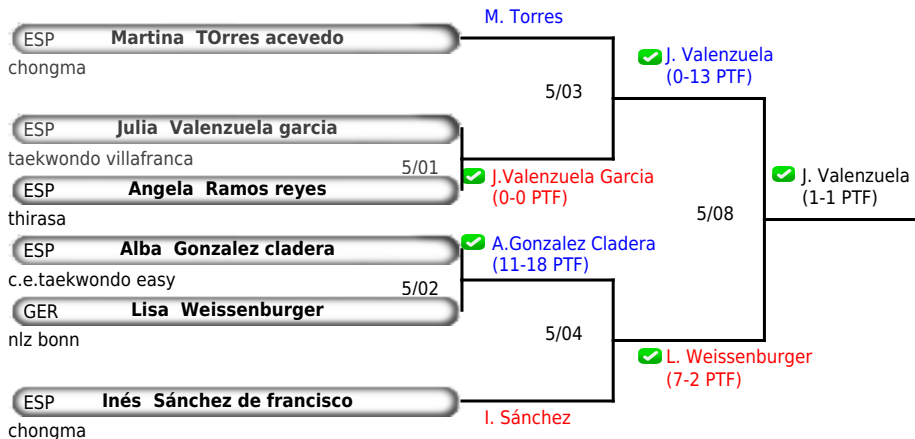 M. Torres
ESP Martina TOrres acevedo
chongma
J. Valenzuela
(0-13 PTF)
5/03
ESP Julia Valenzuela garcia
taekwondo villafranca
5/01
J.Valenzuela Garcia
(0-0 PTF)
ESP Angela Ramos reyes
thirasa
J. Valenzuela
(1-1 PTF)
5/08
ESP Alba Gonzalez cladera
c.e.taekwondo easy
A.Gonzalez Cladera
(11-18 PTF)
5/02
GER Lisa Weissenburger
nlz bonn
5/04
L. Weissenburger
(7-2 PTF)
ESP Inés Sánchez de francisco
chongma
I. Sánchez